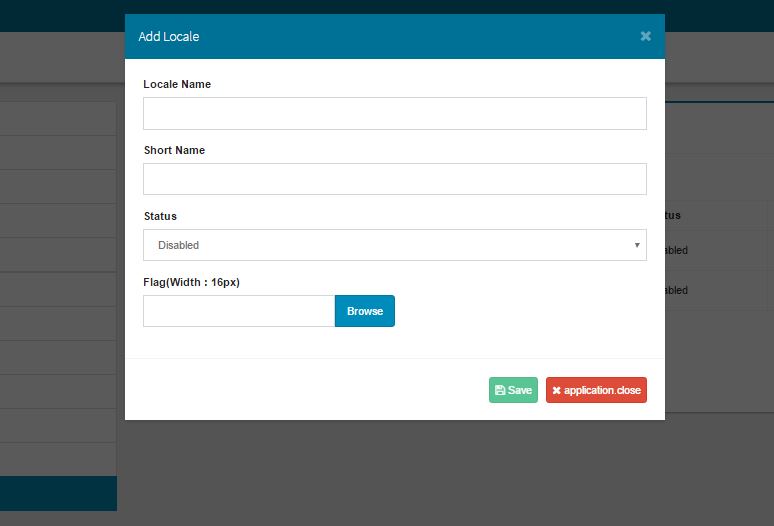 Add Locale
Locale Name
Short Name
Status
Disabled
Flag(Width : 16px)
Browse
Save
application.close
tus
abled
abled